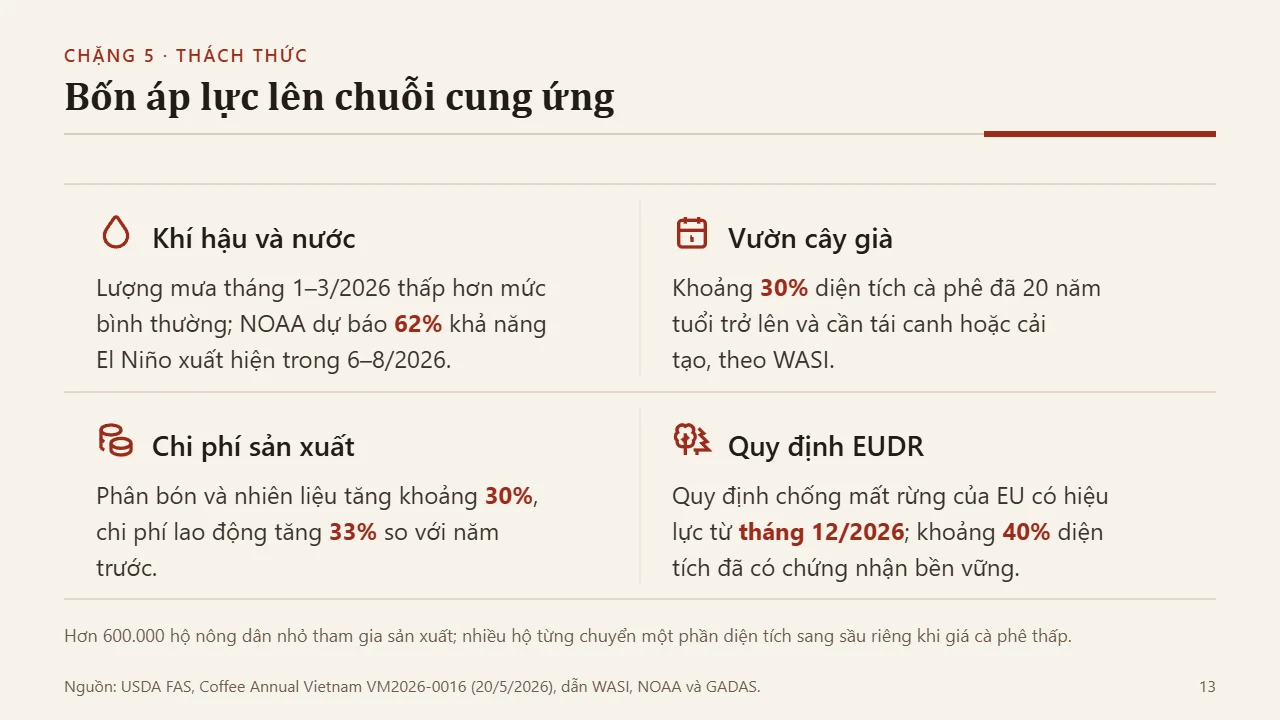 CHẶNG 5 · THÁCH THỨC
Bốn áp lực lên chuỗi cung ứng
Khí hậu và nước
Lượng mưa tháng 1–3/2026 thấp hơn mức
bình thường; NOAA dự báo 62% khả năng
El Niño xuất hiện trong 6–8/2026.
Vườn cây già
Khoảng 30% diện tích cà phê đã 20 năm
tuổi trở lên và cần tái canh hoặc cải
tạo, theo WASI.
Chi phí sản xuất
Phân bón và nhiên liệu tăng khoảng 30%,
chi phí lao động tăng 33% so với năm
trước.
Quy định EUDR
Quy định chống mất rừng của EU có hiệu
lực từ tháng 12/2026; khoảng 40% diện
tích đã có chứng nhận bền vững.
Hơn 600.000 hộ nông dân nhỏ tham gia sản xuất; nhiều hộ từng chuyển một phần diện tích sang sầu riêng khi giá cà phê thấp.
Nguồn: USDA FAS, Coffee Annual Vietnam VM2026-0016 (20/5/2026), dẫn WASI, NOAA và GADAS.
13